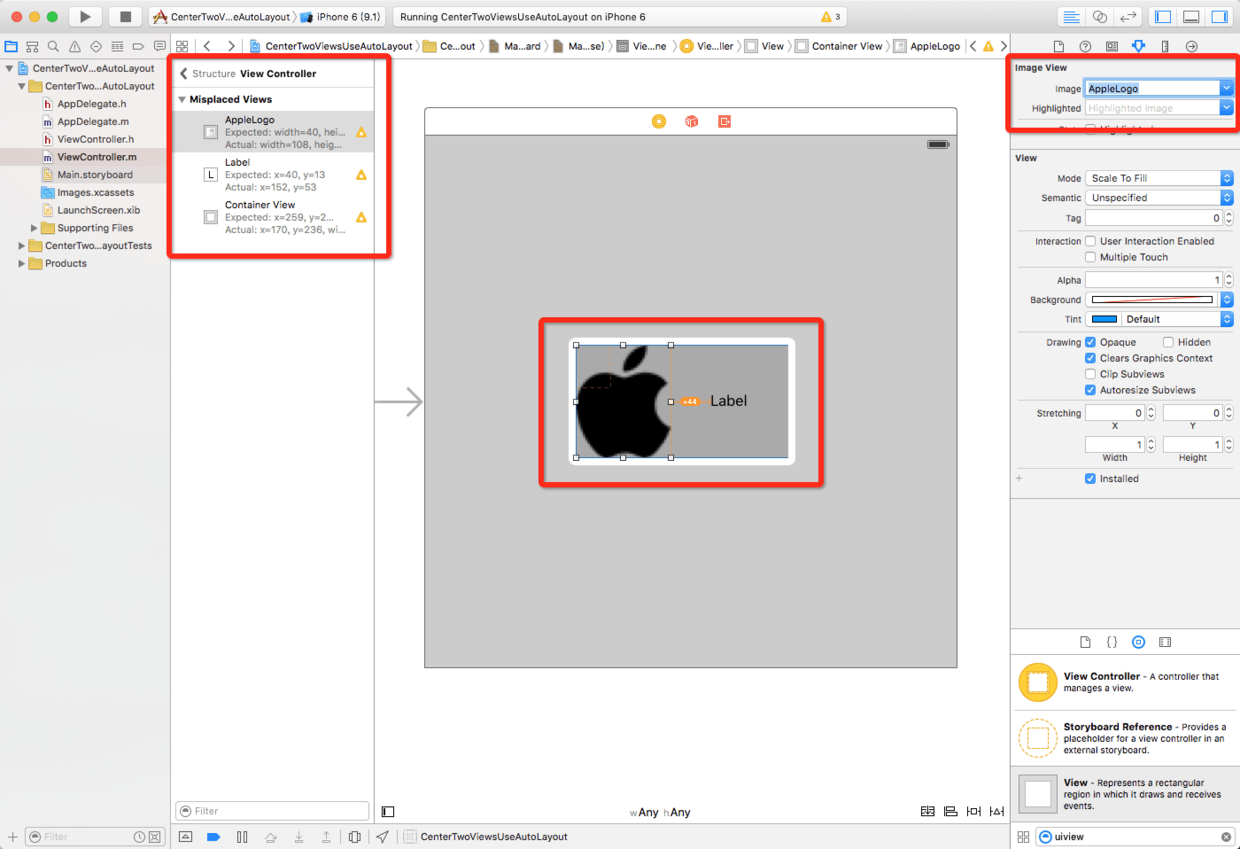 CenterTwoV...eAutoLayout
iPhone 6 (9.1)
Running CenterTwoViewsUseAutoLayout on iPhone 6
3
CenterTwoViewsUseAutoLayout
Ce...out
Ma...ard
Ma...se)
Vie...ne
Vie...ller
View
Container View
AppleLogo
CenterTwoV...eAutoLayout
CenterTwo...AutoLayout
h AppDelegate.h
m AppDelegate.m
h ViewController.h
m ViewController.m
Main.storyboard
Images.xcassets
LaunchScreen.xib
Supporting Files
CenterTwo...ayoutTests
Products
Filter
Structure View Controller
Misplaced Views
AppleLogo
Expected: width=40, hei...
Actual: width=108, heig...
L
Label
Expected: x=40, y=13
Actual: x=152, y=53
Container View
Expected: x=259, y=2...
Actual: x=170, y=236, wi...
Filter
+44
Label
wAny hAny
CenterTwoViewsUseAutoLayout
Image View
Image AppleLogo
Highlighted Highlighted Image
View
Mode Scale To Fill
Semantic Unspecified
Tag 0
Interaction User Interaction Enabled
Multiple Touch
Alpha 1
Background
Tint Default
Drawing Opaque Hidden
Clears Graphics Context
Clip Subviews
Autoresize Subviews
Stretching 0 0
X Y
1 1
Width Height
+ Installed
{}
View Controller - A controller that
manages a view.
Storyboard Reference - Provides a
placeholder for a view controller in an
external storyboard.
View - Represents a rectangular
region in which it draws and receives
events.
uiview